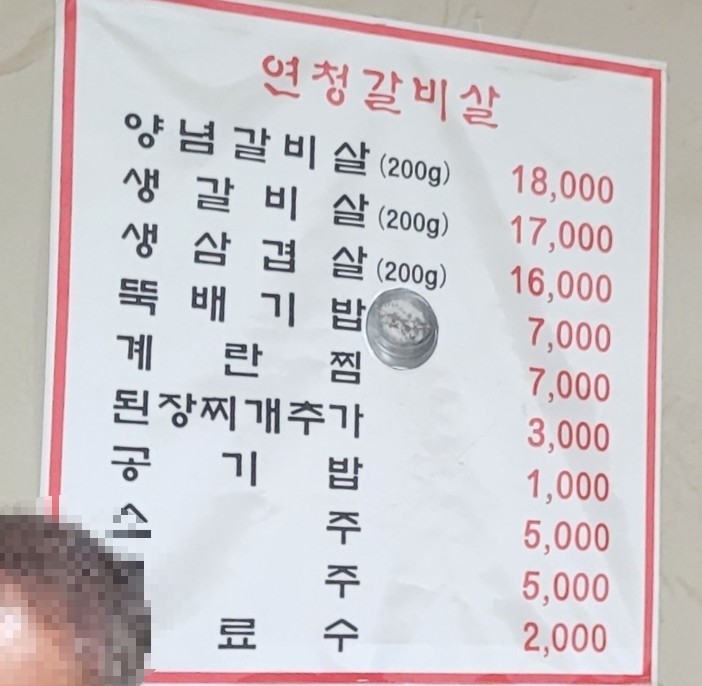 연청갈비살
양념갈비살 (200g) 18,000
생갈비살 (200g) 17,000
생삼겹살 (200g) 16,000
뚝배기밥 7,000
계란찜 7,000
된장찌개추가 3,000
공기밥 1,000
소주 5,000
주 5,000
료수 2,000